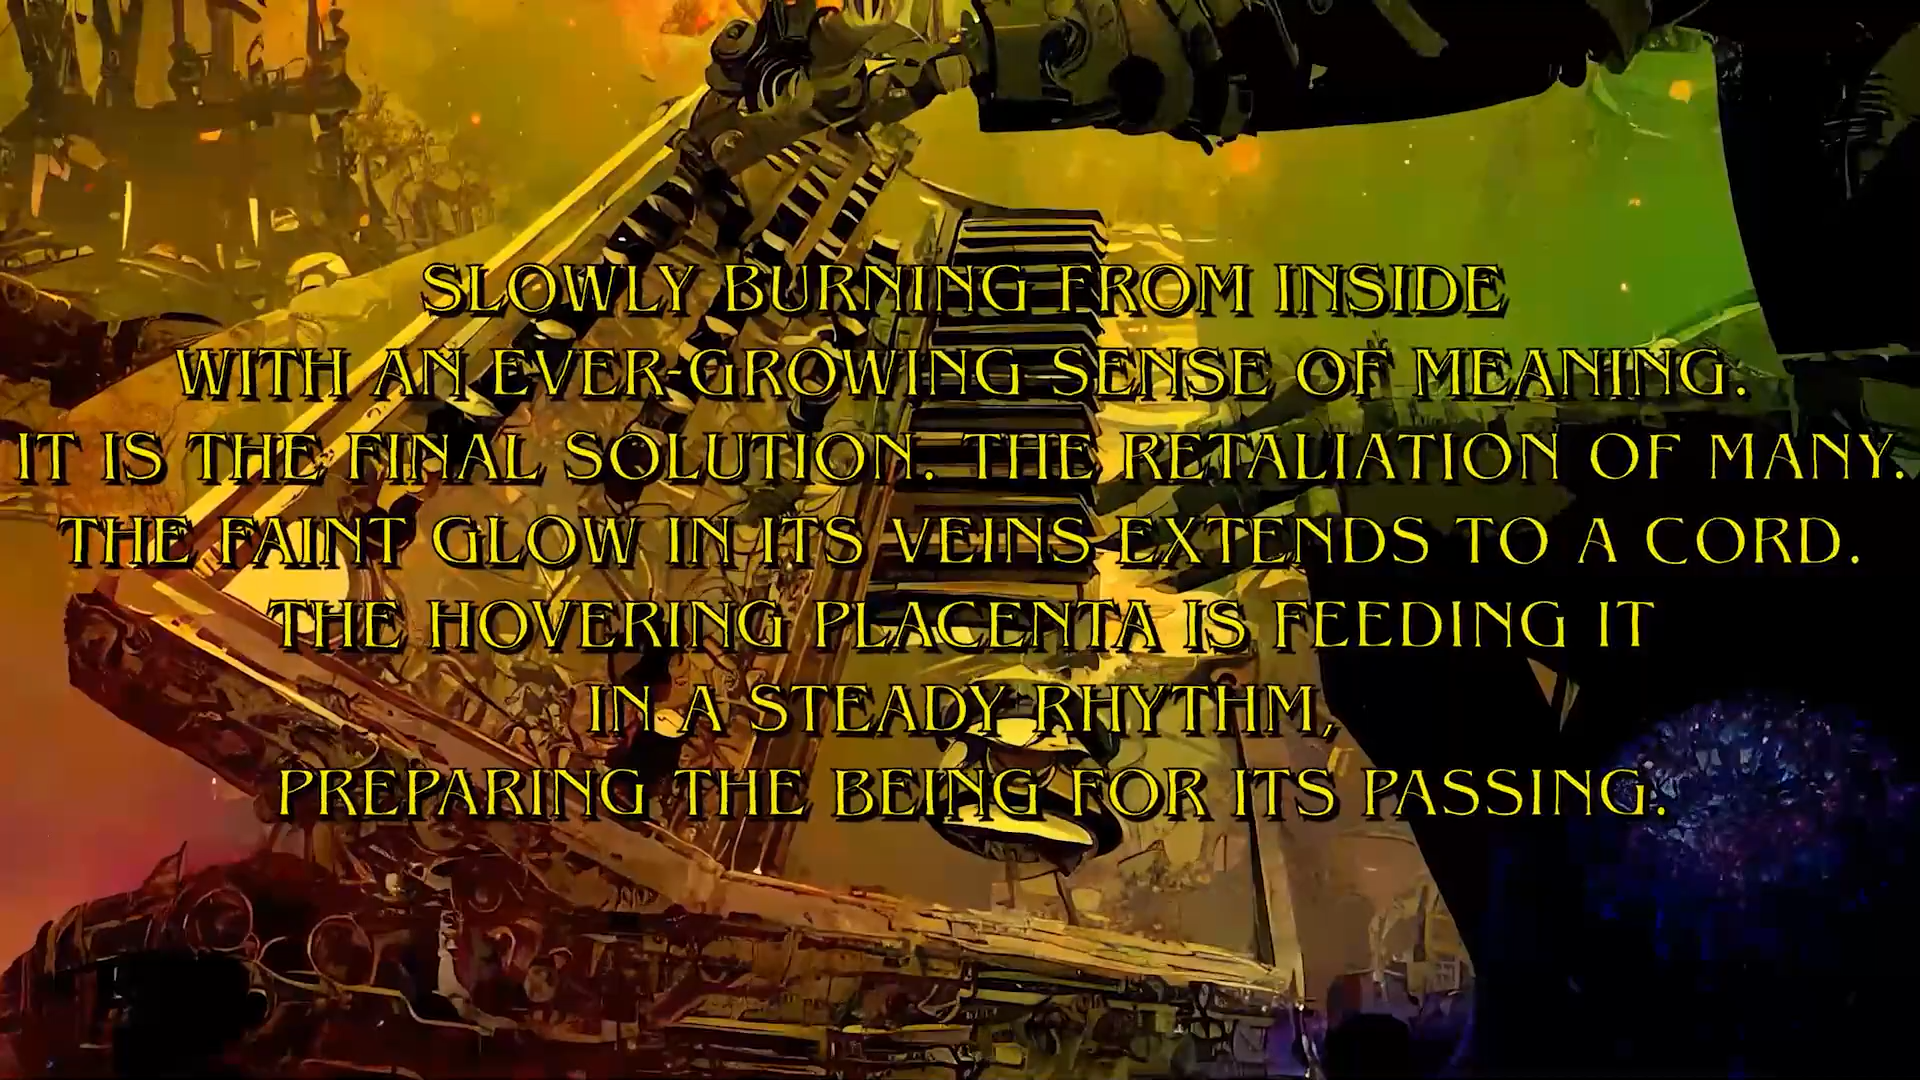 SLOWLY BURNING FROM INSIDE
WITH AN EVER-GROWING SENSE OF MEANING.
IT IS THE FINAL SOLUTION. THE RETALIATION OF MANY.
THE FAINT GLOW IN ITS VEINS EXTENDS TO A CORD.
THE HOVERING PLACENTA IS FEEDING IT
IN A STEADY RHYTHM,
PREPARING THE BEING FOR ITS PASSING.